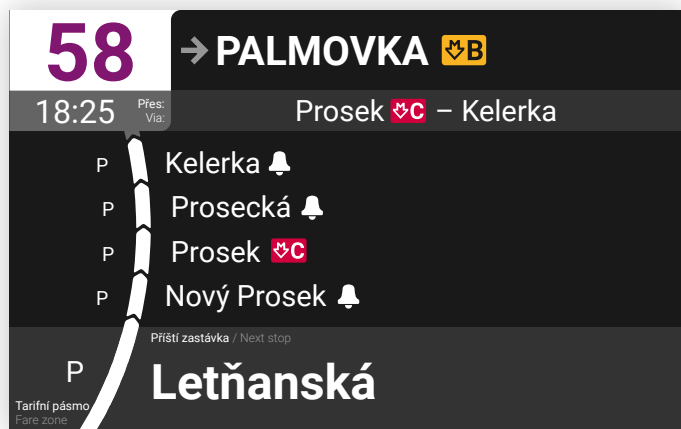 58
PALMOVKA B
18:25
Přes:
Via:
Prosek C – Kelerka
P Kelerka
P Prosecká
P Prosek C
P Nový Prosek
Příští zastávka / Next stop
P
Letňanská
Tarifní pásmo
Fare zone